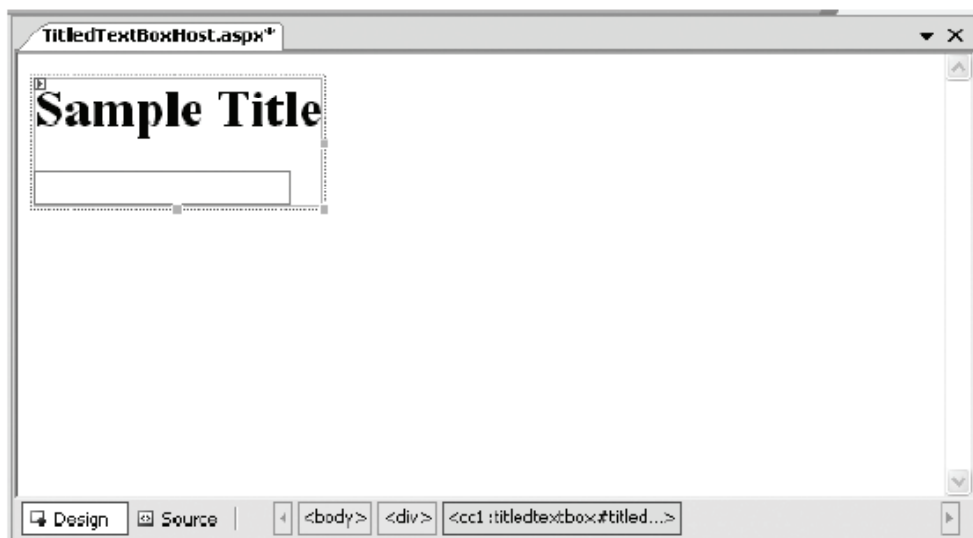 TitledTextBoxHost.aspx*
Sample Title
Design Source <body> <div> <cc1:titledtextbox#titled...>